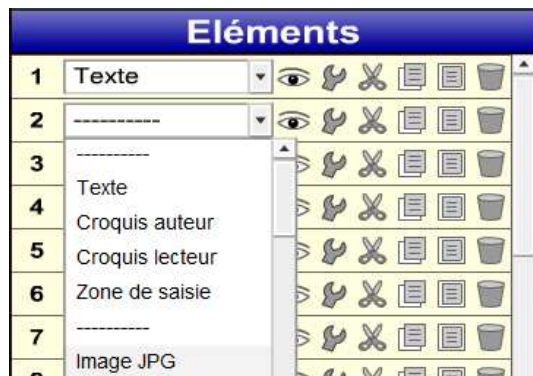 Eléments
1 Texte
2 ----------
3 ----------
Texte
4 Croquis auteur
5 Croquis lecteur
6 Zone de saisie
7 ----------
Image JPG